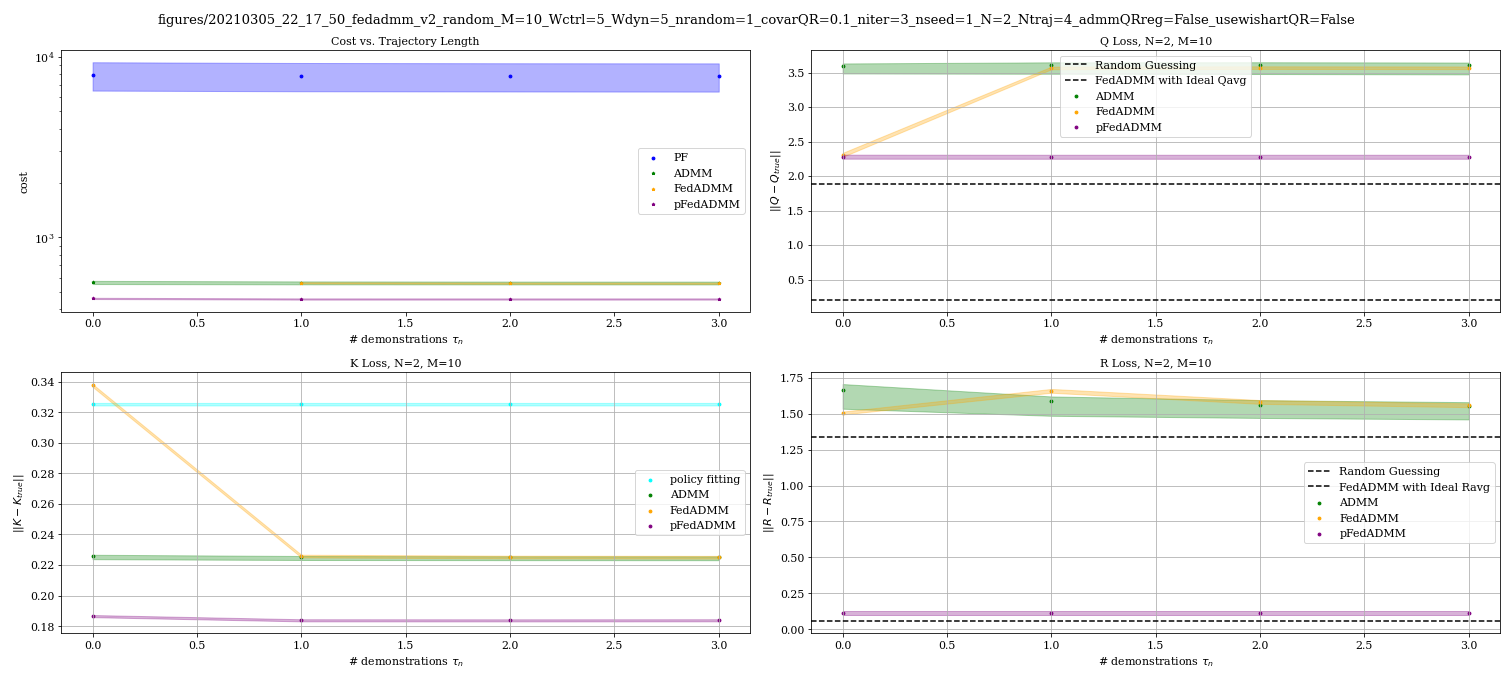 figures/20210305_22_17_50_fedadmm_v2_random_M=10_Wctrl=5_Wdyn=5_nrandom=1_covarQR=0.1_niter=3_nseed=1_N=2_Ntraj=4_admmQRreg=False_usewishartQR=False
Cost vs. Trajectory Length
10^4
10^3
cost
PF
ADMM
FedADMM
pFedADMM
0.0 0.5 1.0 1.5 2.0 2.5 3.0
# demonstrations τ_n
Q Loss, N=2, M=10
3.5
3.0
2.5
2.0
1.5
1.0
0.5
||Q − Q_true||
Random Guessing
FedADMM with Ideal Qavg
ADMM
FedADMM
pFedADMM
0.0 0.5 1.0 1.5 2.0 2.5 3.0
# demonstrations τ_n
K Loss, N=2, M=10
0.34
0.32
0.30
0.28
0.26
0.24
0.22
0.20
0.18
||K − K_true||
policy fitting
ADMM
FedADMM
pFedADMM
0.0 0.5 1.0 1.5 2.0 2.5 3.0
# demonstrations τ_n
R Loss, N=2, M=10
1.75
1.50
1.25
1.00
0.75
0.50
0.25
0.00
||R − R_true||
Random Guessing
FedADMM with Ideal Ravg
ADMM
FedADMM
pFedADMM
0.0 0.5 1.0 1.5 2.0 2.5 3.0
# demonstrations τ_n